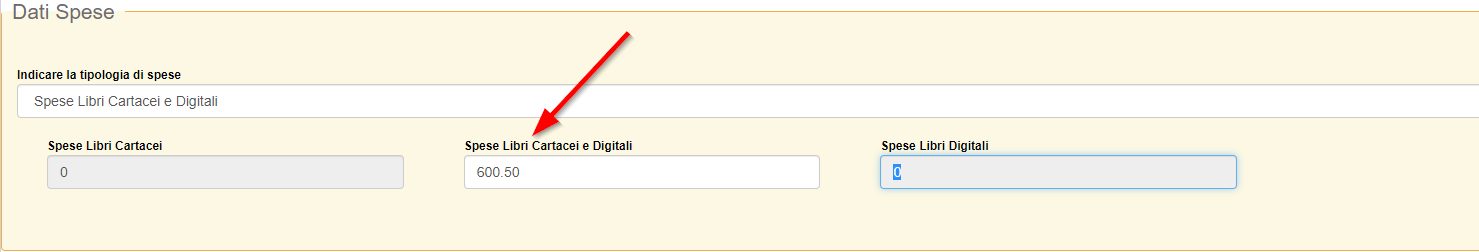 Dati Spese
Indicare la tipologia di spese
Spese Libri Cartacei e Digitali
Spese Libri Cartacei
Spese Libri Cartacei e Digitali
Spese Libri Digitali
0
600.50
0